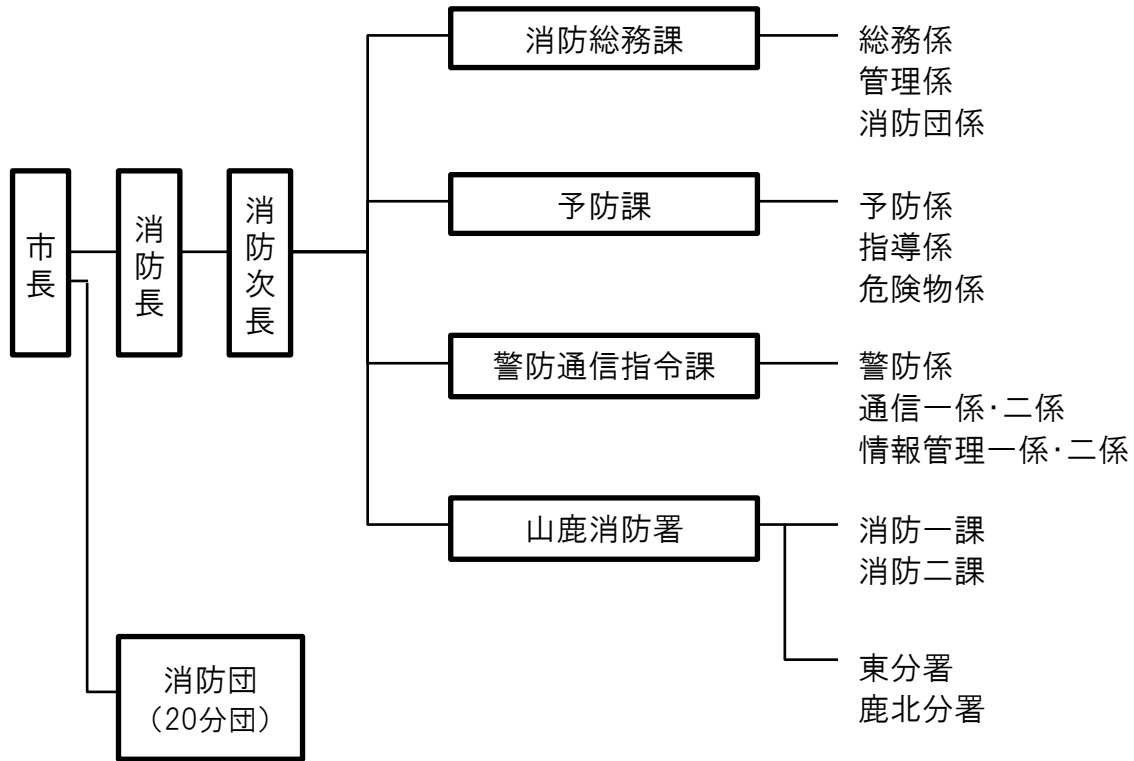 市長
消防長
消防次長
消防総務課
総務係
管理係
消防団係
予防課
予防係
指導係
危険物係
警防通信指令課
警防係
通信一係・二係
情報管理一係・二係
山鹿消防署
消防一課
消防二課
東分署
鹿北分署
消防団
（20分団）